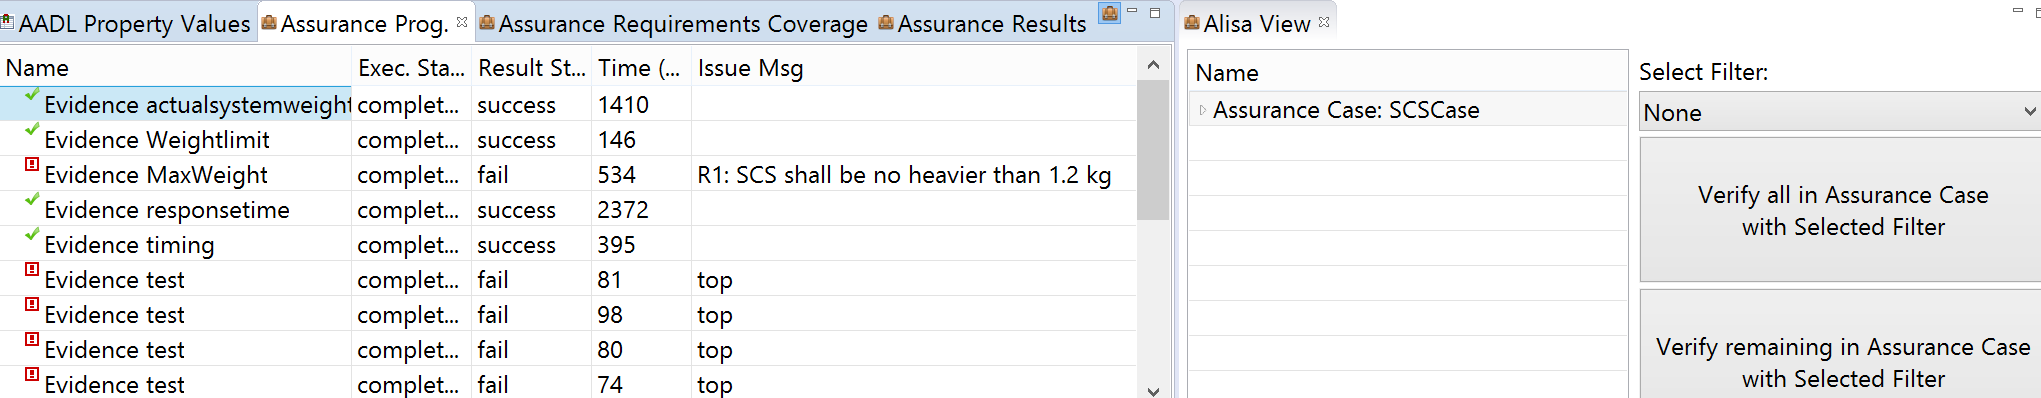 AADL Property Values Assurance Prog. Assurance Requirements Coverage Assurance Results
Name Exec. Sta... Result St... Time (... Issue Msg
Evidence actualsystemweight complet... success 1410
Evidence Weightlimit complet... success 146
Evidence MaxWeight complet... fail 534 R1: SCS shall be no heavier than 1.2 kg
Evidence responsetime complet... success 2372
Evidence timing complet... success 395
Evidence test complet... fail 81 top
Evidence test complet... fail 98 top
Evidence test complet... fail 80 top
Evidence test complet... fail 74 top
Alisa View
Name
Assurance Case: SCSCase
Select Filter:
None
Verify all in Assurance Case
with Selected Filter
Verify remaining in Assurance Case
with Selected Filter